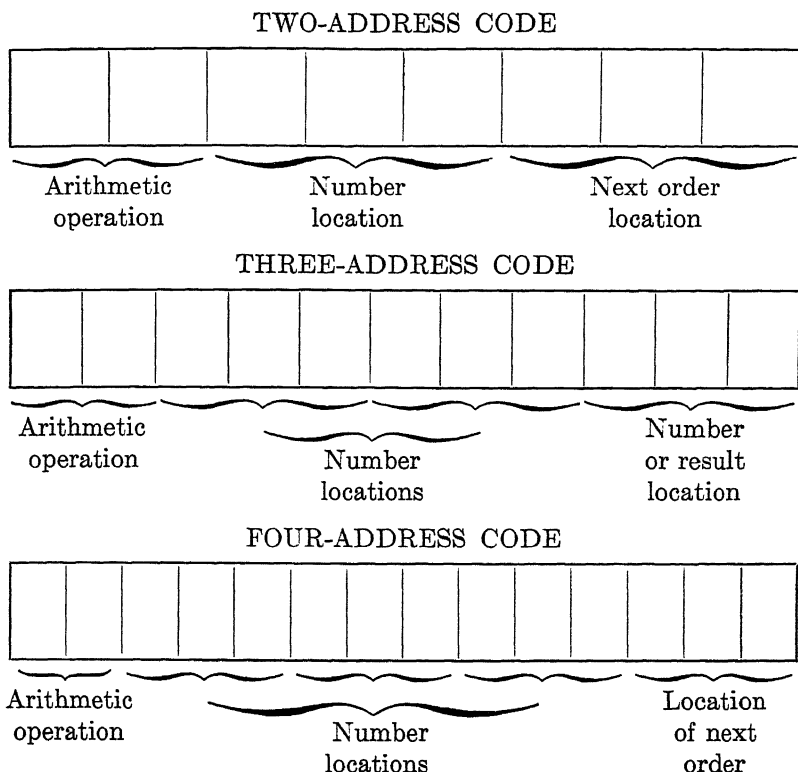 TWO-ADDRESS CODE
Arithmetic operation
Number location
Next order location
THREE-ADDRESS CODE
Arithmetic operation
Number locations
Number or result location
FOUR-ADDRESS CODE
Arithmetic operation
Number locations
Location of next order